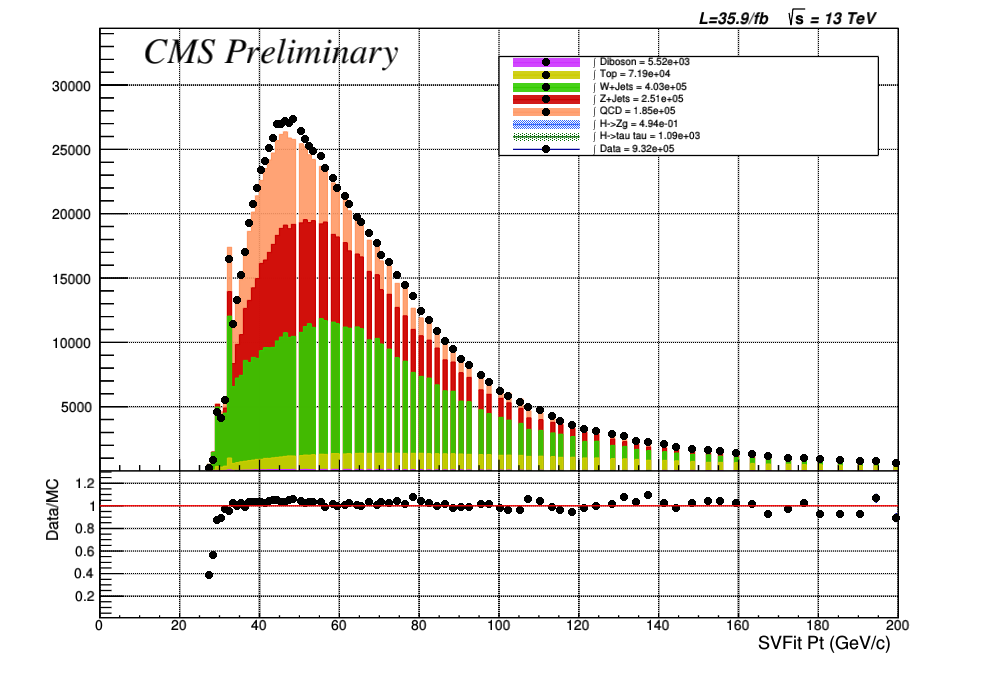 L=35.9/fb √s = 13 TeV
CMS Preliminary
∫ Diboson = 5.52e+03
∫ Top = 7.19e+04
∫ W+Jets = 4.03e+05
∫ Z+Jets = 2.51e+05
∫ QCD = 1.85e+05
∫ H->Zg = 4.94e-01
∫ H->tau tau = 1.09e+03
∫ Data = 9.32e+05
30000
25000
20000
15000
10000
5000
Data/MC
1.2
1
0.8
0.6
0.4
0.2
0 20 40 60 80 100 120 140 160 180 200
SVFit Pt (GeV/c)